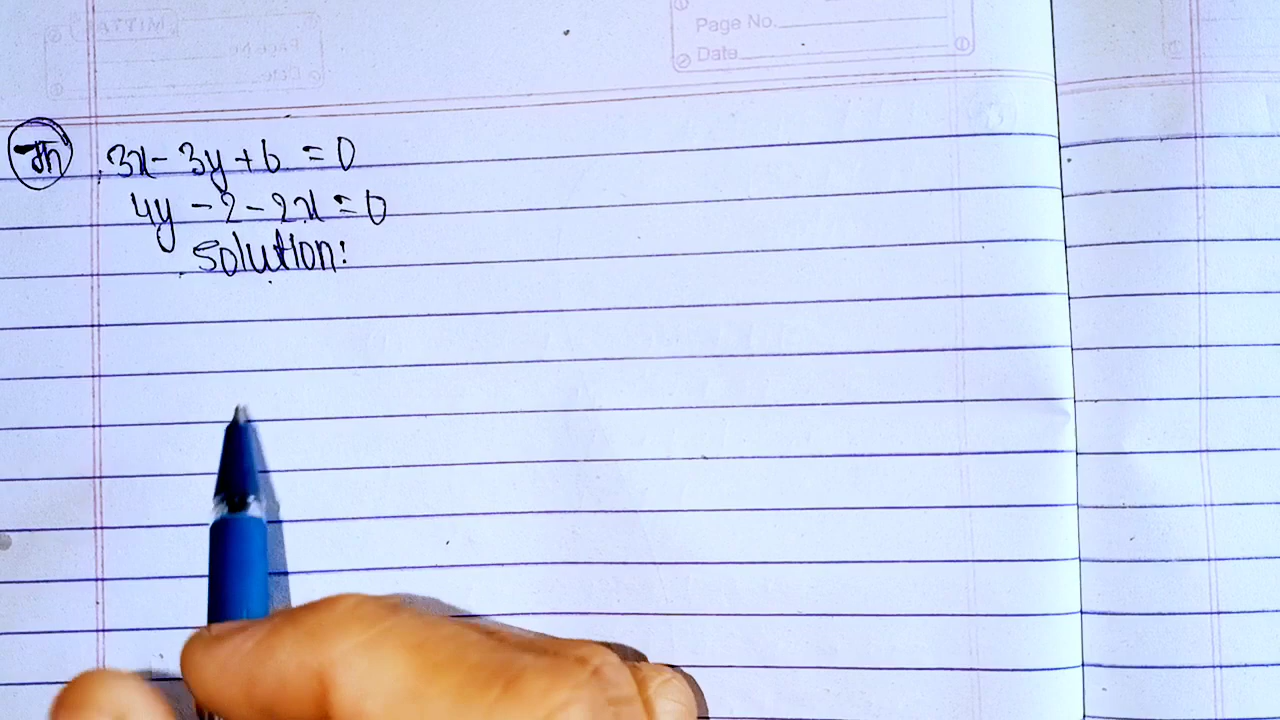 Page No.
Date
ज्ञ 3x - 3y + 6 = 0
4y - 2 - 2x = 0
solution: